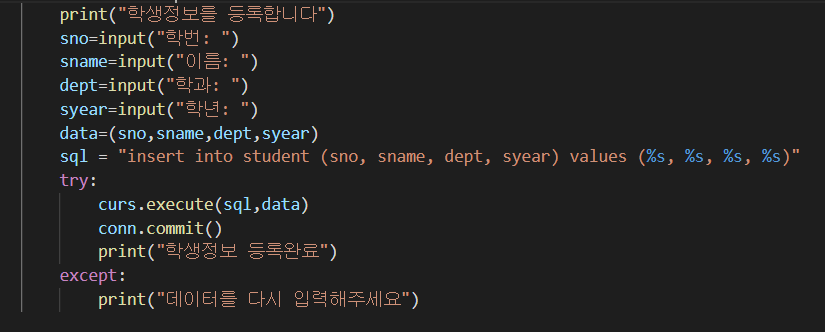 print("학생정보를 등록합니다")
sno=input("학번: ")
sname=input("이름: ")
dept=input("학과: ")
syear=input("학년: ")
data=(sno,sname,dept,syear)
sql = "insert into student (sno, sname, dept, syear) values (%s, %s, %s, %s)"
try:
curs.execute(sql,data)
conn.commit()
print("학생정보 등록완료")
except:
print("데이터를 다시 입력해주세요")